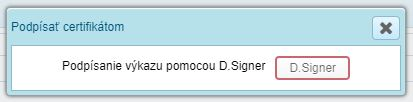 Podpísať certifikátom
Podpísanie výkazu pomocou D.Signer D.Signer